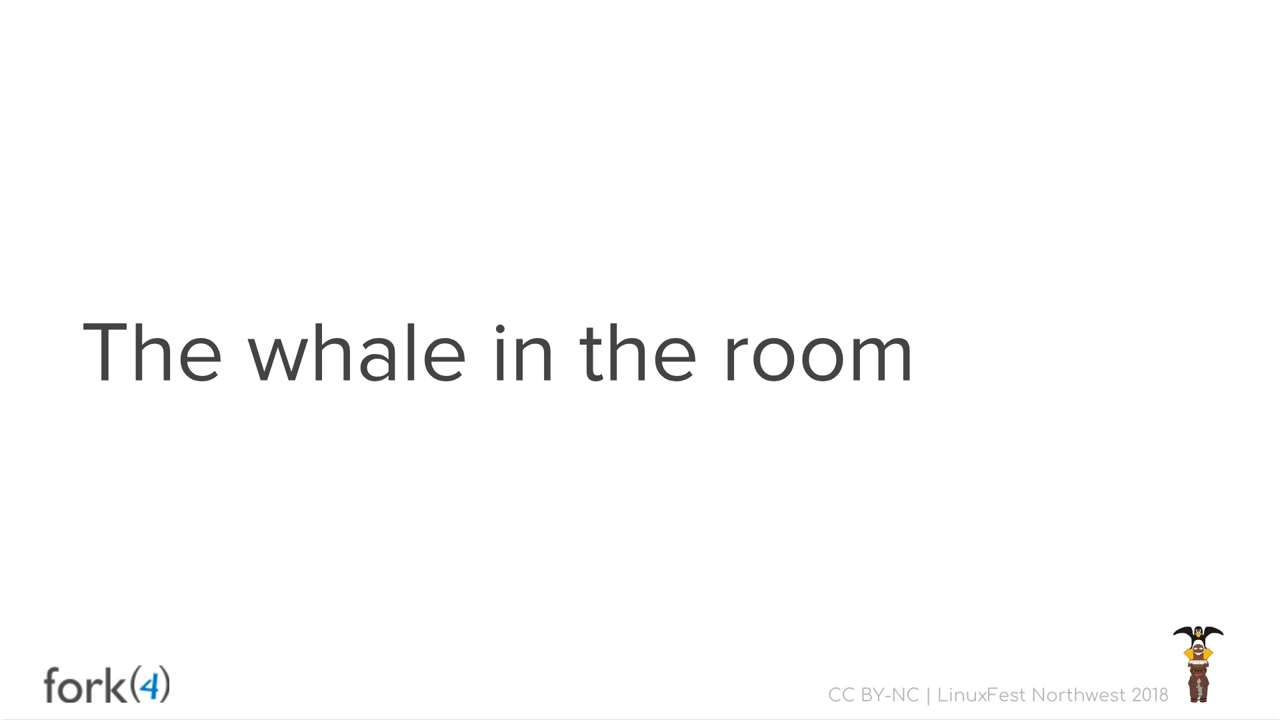 The whale in the room
fork(4)
CC BY-NC | LinuxFest Northwest 2018